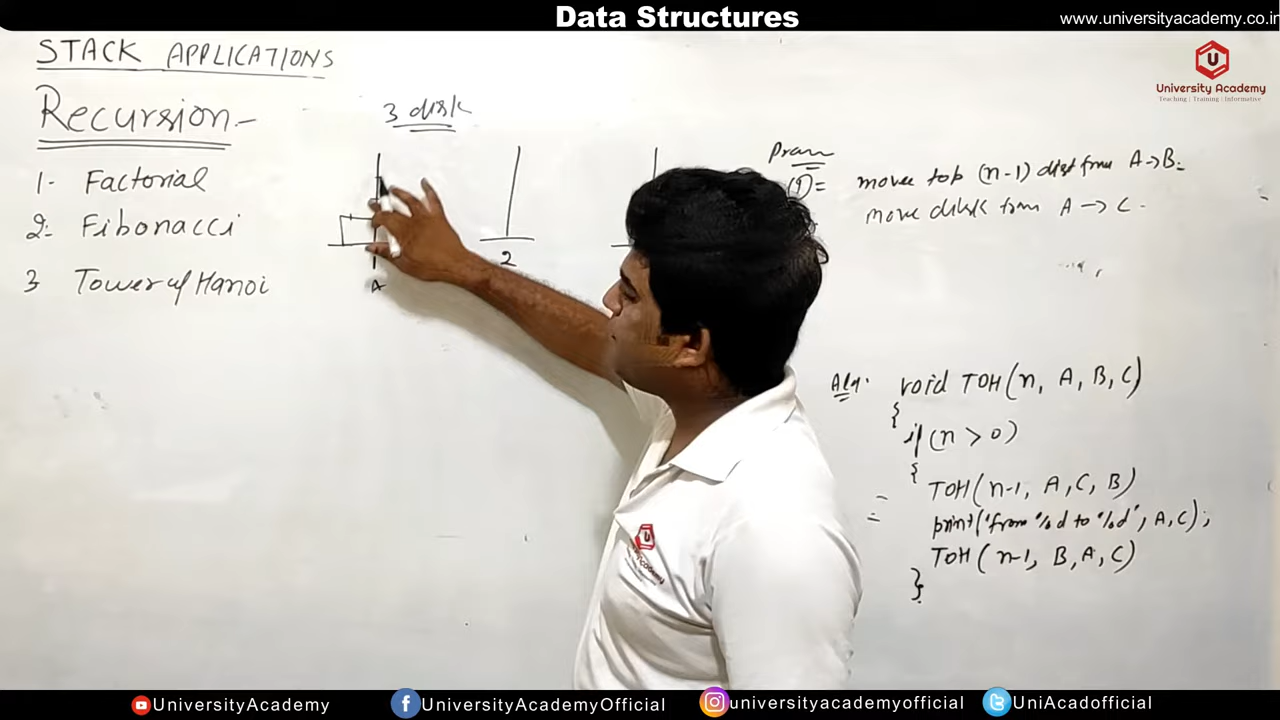 Data Structures
www.universityacademy.co.in
STACK APPLICATIONS
University Academy
Teaching | Training | Informative
Recursion -
3 disk
1- Factorial
2- Fibonacci
3 Tower of Hanoi
A
2
(1) = move top (n-1) disk from A → B =
move disk from A → C.
Alg. void TOH(n, A, B, C)
{
if(n > 0)
{
TOH(n-1, A, C, B)
print("from %d to %d", A, C);
TOH(n-1, B, A, C)
}
U
UniversityAcademy
UniversityAcademyOfficial
universityacademyofficial
UniAcadofficial